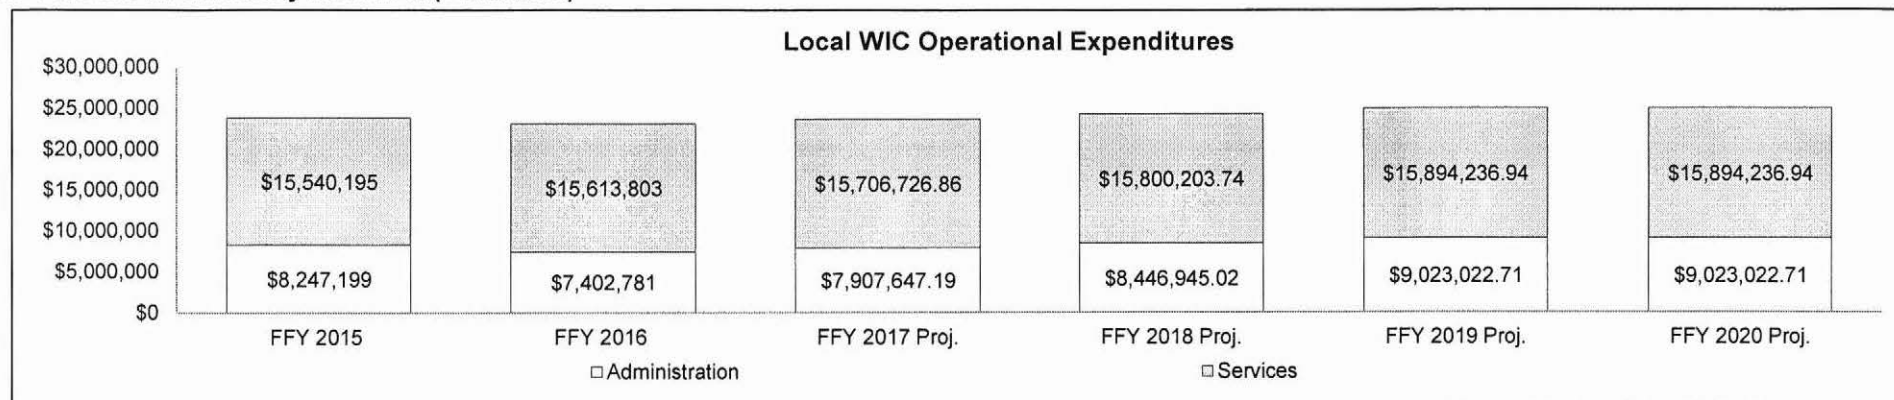 Local WIC Operational Expenditures
$30,000,000
$25,000,000
$20,000,000
$15,000,000
$10,000,000
$5,000,000
$0
$15,540,195
$15,613,803
$15,706,726.86
$15,800,203.74
$15,894,236.94
$15,894,236.94
$8,247,199
$7,402,781
$7,907,647.19
$8,446,945.02
$9,023,022.71
$9,023,022.71
FFY 2015
FFY 2016
FFY 2017 Proj.
FFY 2018 Proj.
FFY 2019 Proj.
FFY 2020 Proj.
Administration
Services